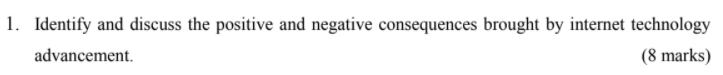 1. Identify and discuss the positive and negative consequences brought by internet technology
advancement. (8 marks)